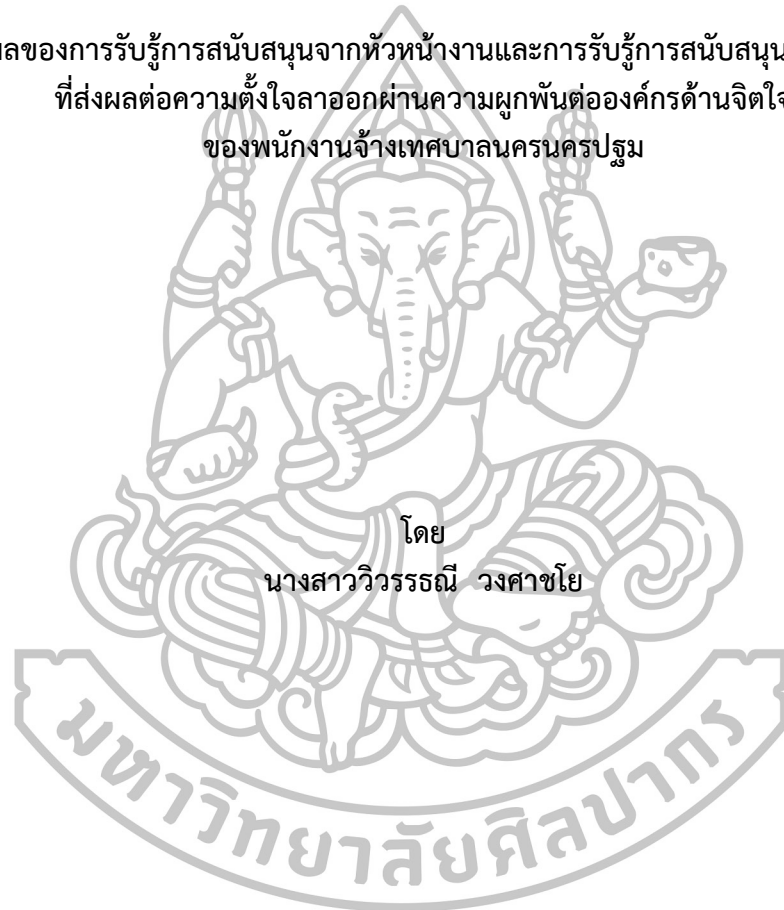 ลของการรับรู้การสนับสนุนจากหัวหน้างานและการรับรู้การสนับสนุน
ที่ส่งผลต่อความตั้งใจลาออกผ่านความผูกพันต่อองค์กรด้านจิตใจ
ของพนักงานจ้างเทศบาลนครนครปฐม
โดย
นางสาววิวรรธณี วงศาชโย
มหาวิทยาลัยศิลปากร